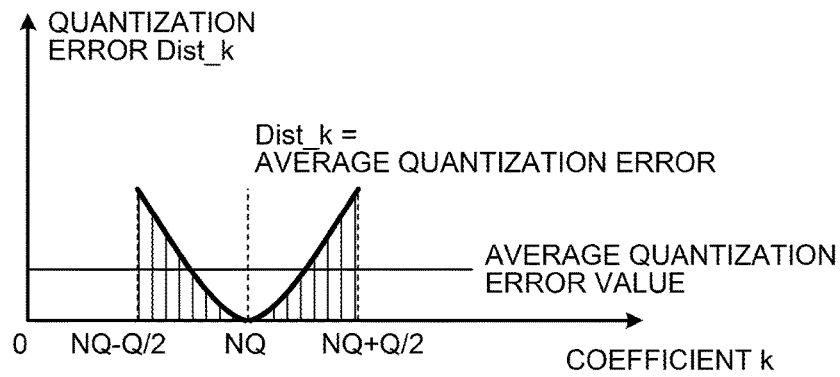 QUANTIZATION
ERROR Dist_k
Dist_k =
AVERAGE QUANTIZATION ERROR
AVERAGE QUANTIZATION
ERROR VALUE
0 NQ-Q/2 NQ NQ+Q/2
COEFFICIENT k